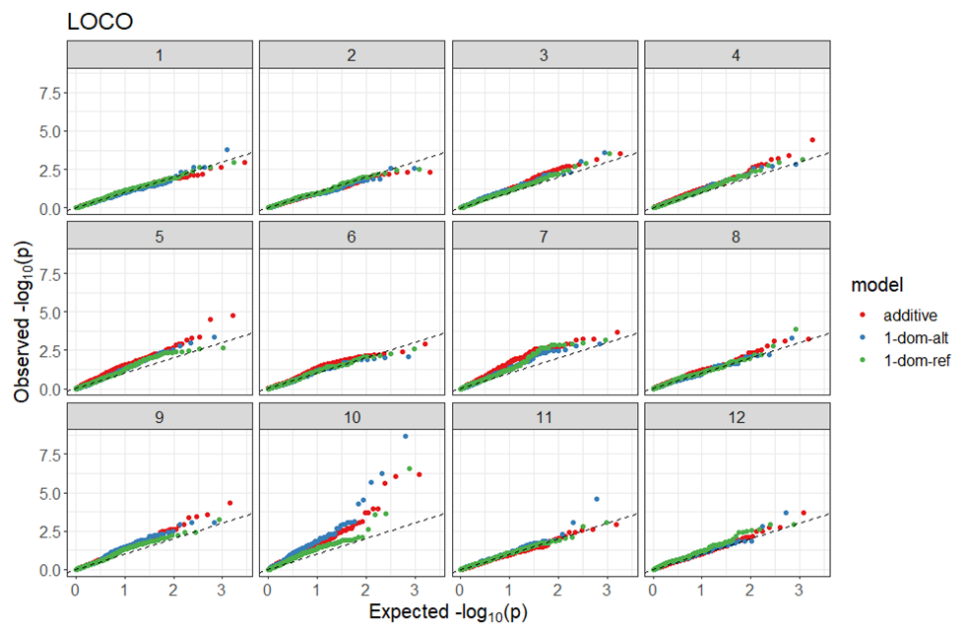 LOCO
1 2 3 4
7.5
5.0
2.5
0.0
5 6 7 8
7.5
5.0
2.5
0.0
9 10 11 12
7.5
5.0
2.5
0.0
0 1 2 3 0 1 2 3 0 1 2 3 0 1 2 3
Expected -log₁₀(p)
Observed -log₁₀(p)
model
additive
1-dom-alt
1-dom-ref